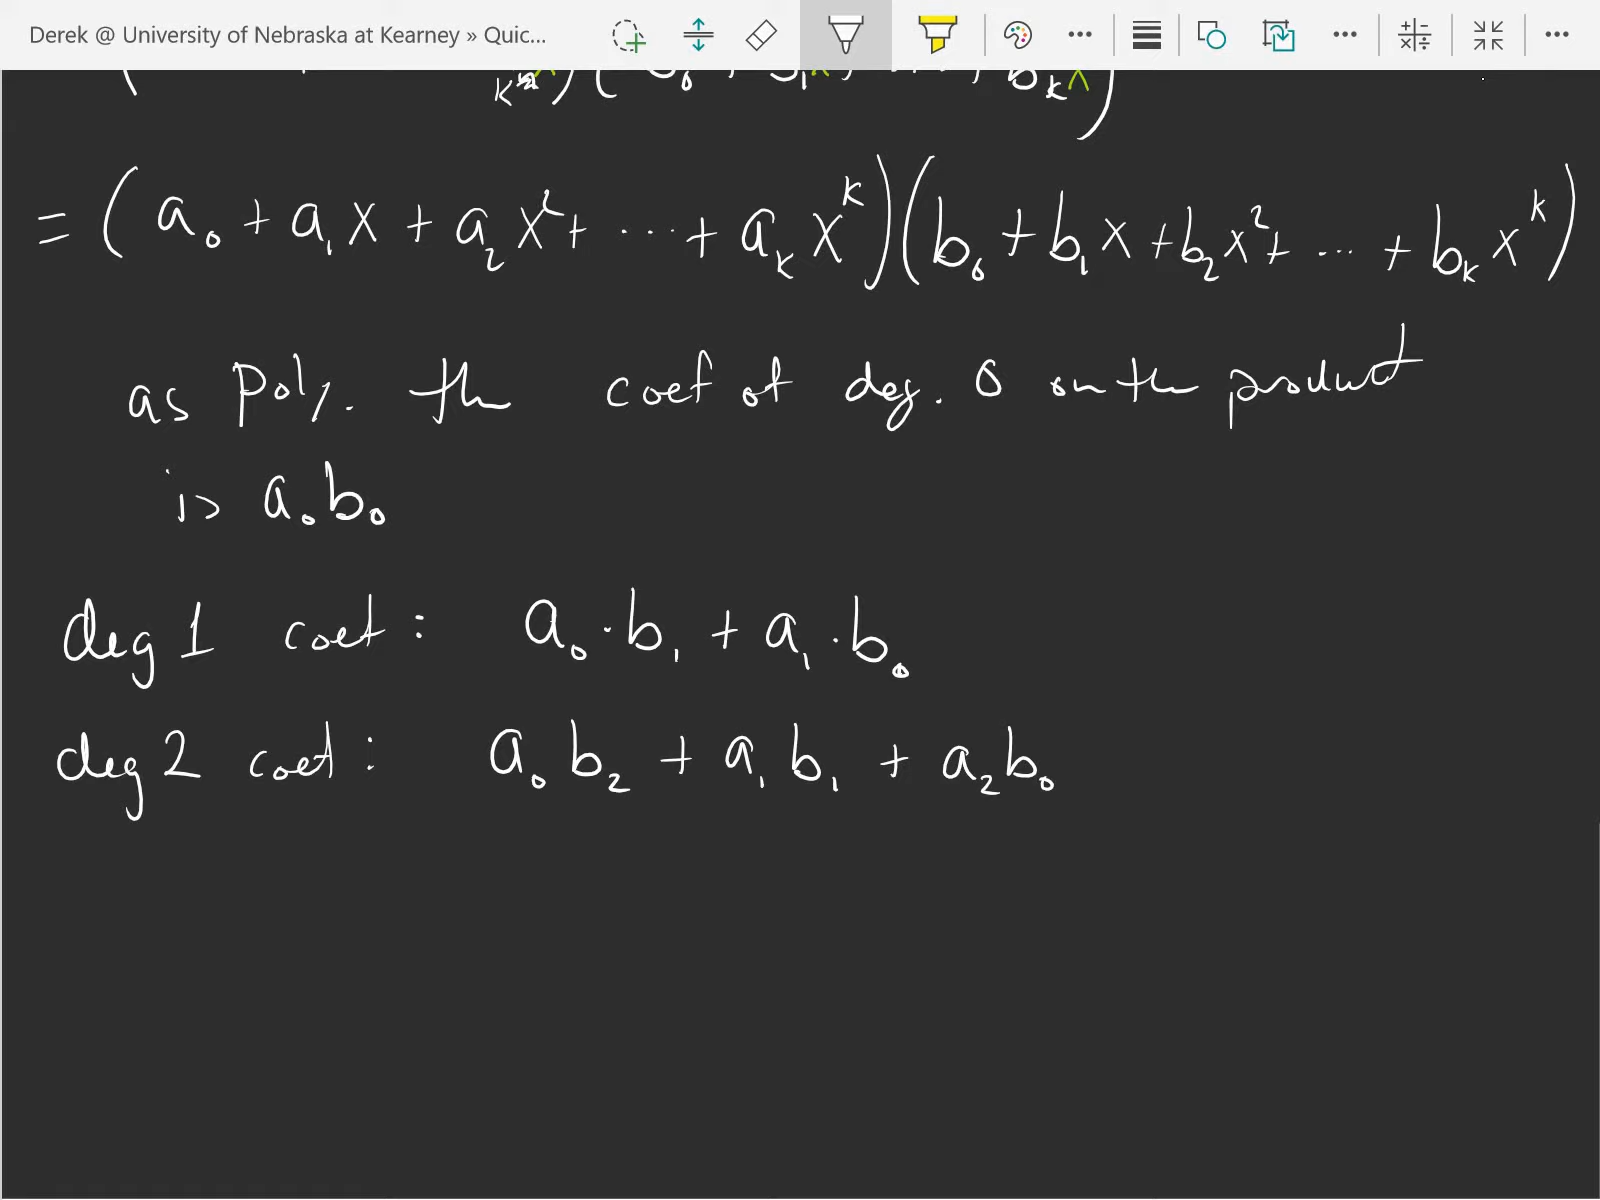 Derek @ University of Nebraska at Kearney » Quic...
= (a₀ + a₁x + a₂x² + ··· + aₖxᵏ)(b₀ + b₁x + b₂x² + ... + bₖxᵏ)
as poly. the coef of deg. 0 on the product
is a₀b₀
deg 1 coef: a₀·b₁ + a₁·b₀
deg 2 coef: a₀b₂ + a₁b₁ + a₂b₀